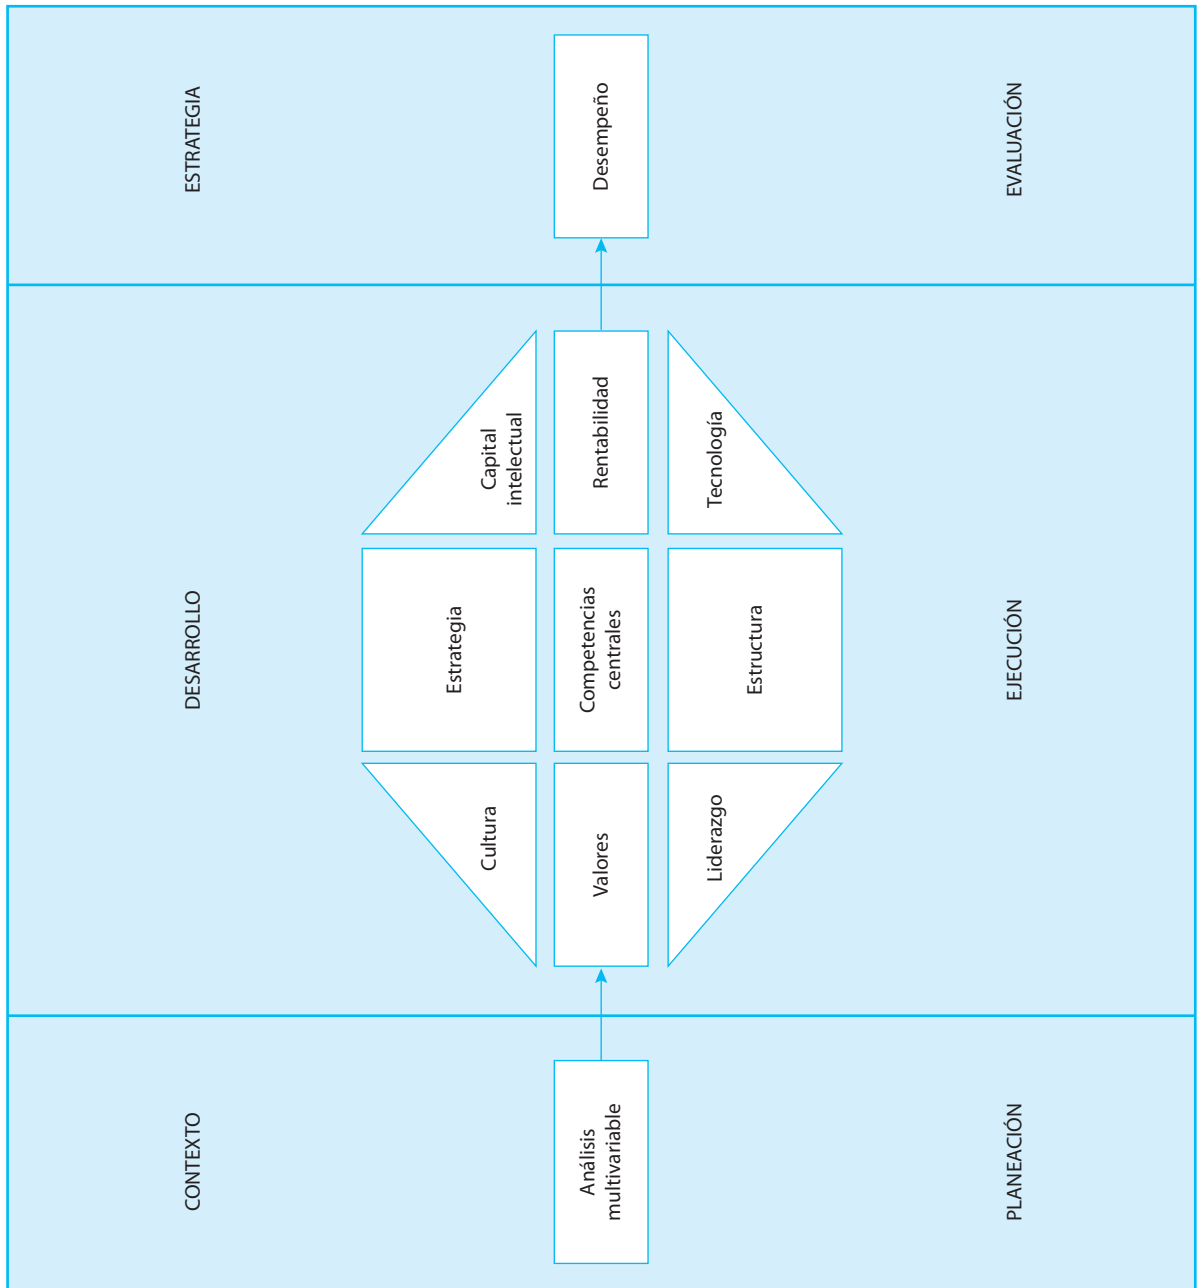 CONTEXTO
DESARROLLO
ESTRATEGIA
Cultura
Estrategia
Capital
intelectual
Análisis
multivariable
Valores
Competencias
centrales
Rentabilidad
Desempeño
Liderazgo
Estructura
Tecnología
PLANEACIÓN
EJECUCIÓN
EVALUACIÓN